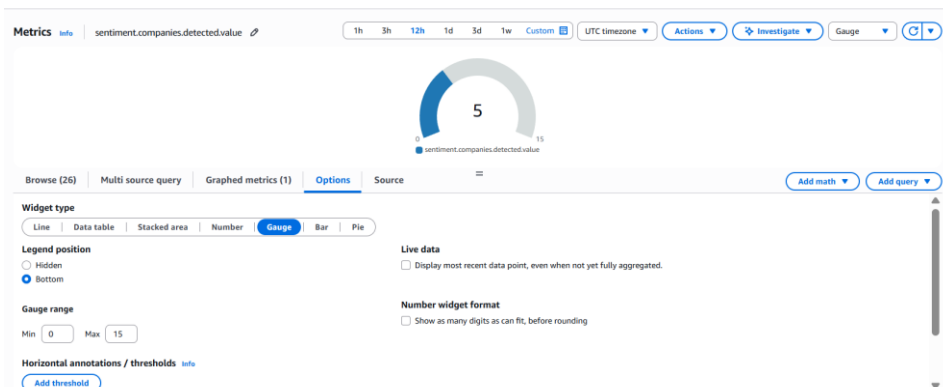 Metrics Info sentiment.companies.detected.value 1h 3h 12h 1d 3d 1w Custom UTC timezone Actions Investigate Gauge
5
0 15
sentiment.companies.detected.value
Browse (26) Multi source query Graphed metrics (1) Options Source Add math Add query
Widget type
Line Data table Stacked area Number Gauge Bar Pie
Legend position Live data
Hidden Display most recent data point, even when not yet fully aggregated.
Bottom
Gauge range Number widget format
Show as many digits as can fit, before rounding
Min 0 Max 15
Horizontal annotations / thresholds Info
Add threshold